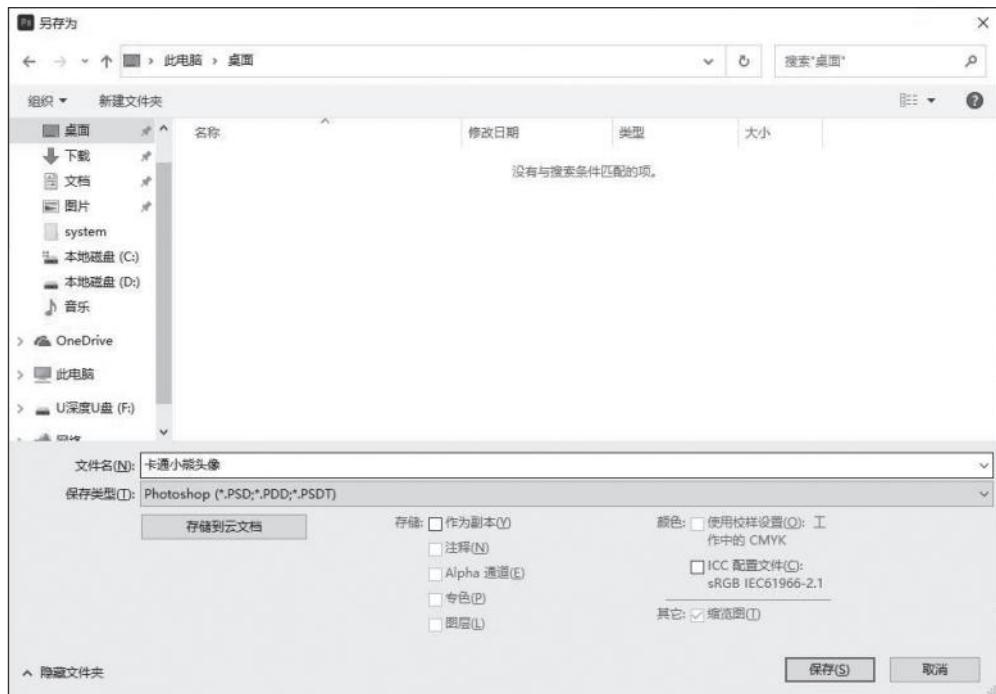 Ps 另存为
此电脑 › 桌面
搜索"桌面"
组织 新建文件夹
桌面
下载
文档
图片
system
本地磁盘 (C:)
本地磁盘 (D:)
音乐
OneDrive
此电脑
U深度U盘 (F:)
网络
名称 修改日期 类型 大小
没有与搜索条件匹配的项。
文件名(N): 卡通小熊头像
保存类型(T): Photoshop (*.PSD;*.PDD;*.PSDT)
存储到云文档
存储: 作为副本(Y)
注释(N)
Alpha 通道(E)
专色(P)
图层(L)
颜色: 使用校样设置(O): 工
作中的 CMYK
ICC 配置文件(C):
sRGB IEC61966-2.1
其它: 缩览图(T)
隐藏文件夹
保存(S) 取消